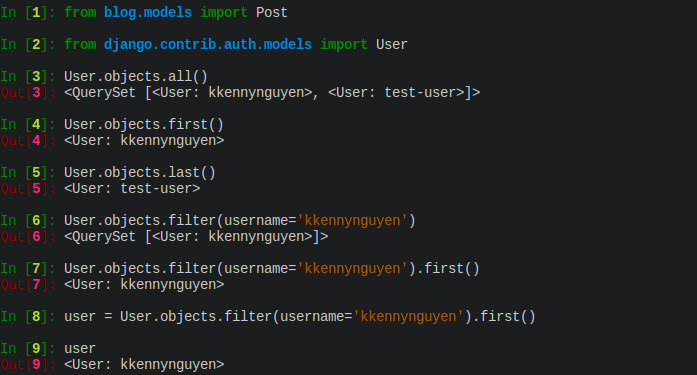 In [1]: from blog.models import Post
In [2]: from django.contrib.auth.models import User
In [3]: User.objects.all()
Out[3]: <QuerySet [<User: kkennynguyen>, <User: test-user>]>
In [4]: User.objects.first()
Out[4]: <User: kkennynguyen>
In [5]: User.objects.last()
Out[5]: <User: test-user>
In [6]: User.objects.filter(username='kkennynguyen')
Out[6]: <QuerySet [<User: kkennynguyen>]>
In [7]: User.objects.filter(username='kkennynguyen').first()
Out[7]: <User: kkennynguyen>
In [8]: user = User.objects.filter(username='kkennynguyen').first()
In [9]: user
Out[9]: <User: kkennynguyen>